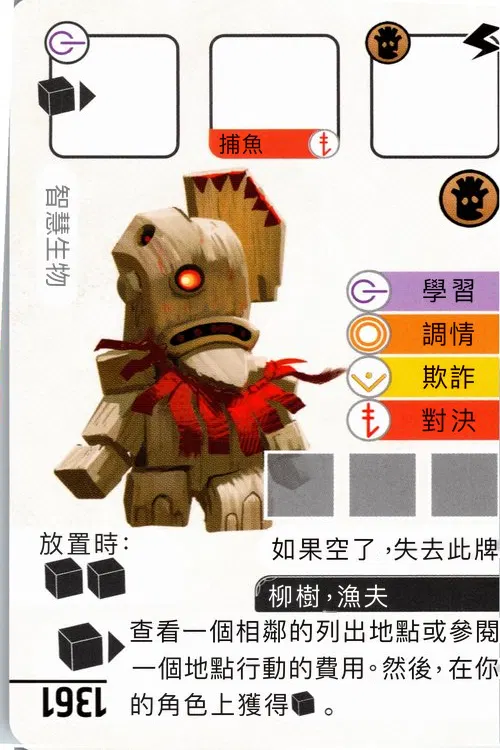 捕魚
智慧生物
學習
調情
欺詐
對決
放置時:
如果空了,失去此牌
柳樹,漁夫
查看一個相鄰的列出地點或參閱
一個地點行動的費用。然後,在你
的角色上獲得。
1361